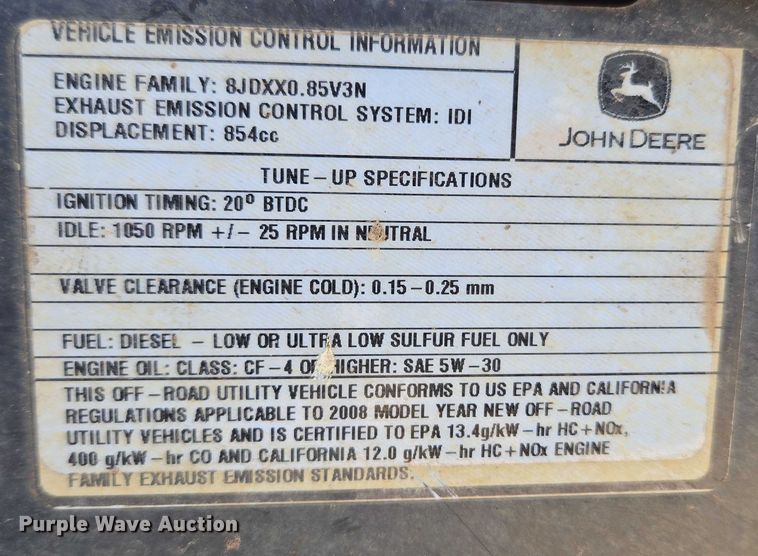 VEHICLE EMISSION CONTROL INFORMATION
ENGINE FAMILY: 8JDXX0.85V3N
EXHAUST EMISSION CONTROL SYSTEM: IDI
DISPLACEMENT: 854cc
JOHN DEERE
TUNE-UP SPECIFICATIONS
IGNITION TIMING: 20º BTDC
IDLE: 1050 RPM +/- 25 RPM IN NEUTRAL
VALVE CLEARANCE (ENGINE COLD): 0.15-0.25 mm
FUEL: DIESEL - LOW OR ULTRA LOW SULFUR FUEL ONLY
ENGINE OIL: CLASS: CF-4 OR HIGHER: SAE 5W-30
THIS OFF-ROAD UTILITY VEHICLE CONFORMS TO US EPA AND CALIFORNIA
REGULATIONS APPLICABLE TO 2008 MODEL YEAR NEW OFF-ROAD
UTILITY VEHICLES AND IS CERTIFIED TO EPA 13.4g/kW-hr HC+NOx,
400 g/kW-hr CO AND CALIFORNIA 12.0 g/kW-hr HC+NOx ENGINE
FAMILY EXHAUST EMISSION STANDARDS.
Purple Wave Auction